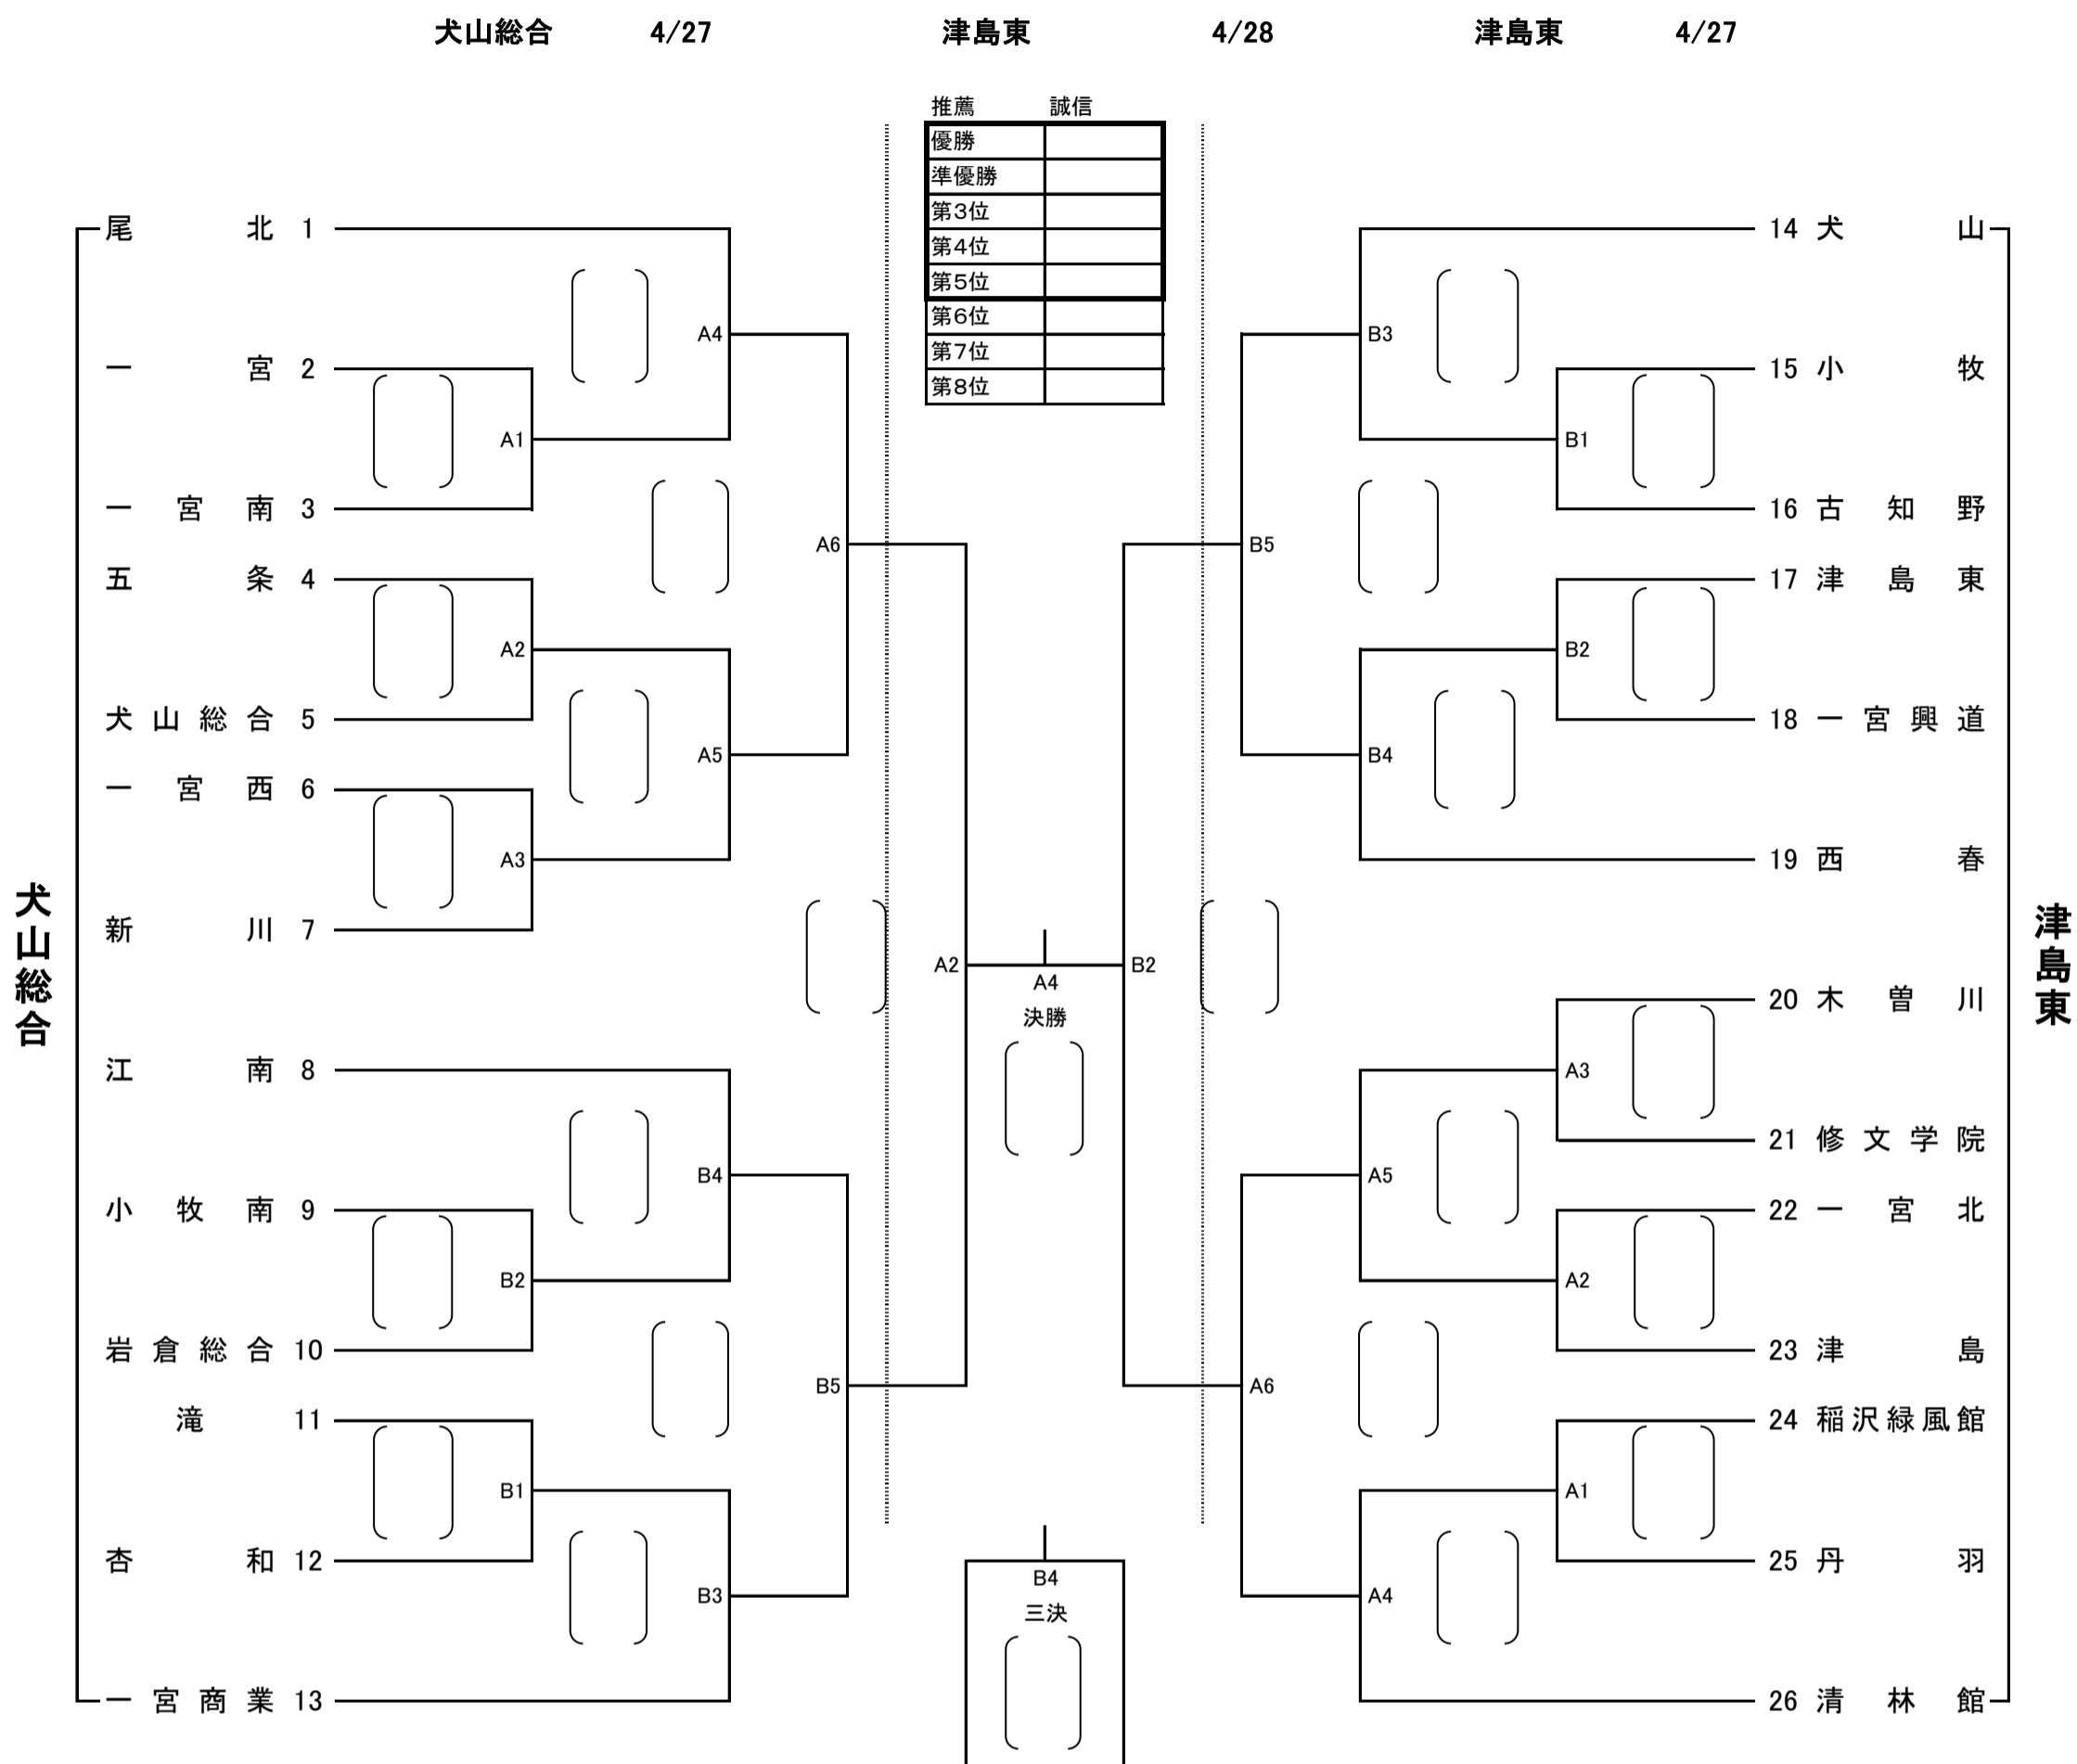 犬山総合 4/27 津島東 4/28 津島東 4/27
推薦 誠信
優勝
準優勝
第3位
第4位
第5位
第6位
第7位
第8位
尾北 1
一宮 2
一宮南 3
五条 4
犬山総合 5
一宮西 6
新川 7
江南 8
小牧南 9
岩倉総合 10
滝 11
杏和 12
一宮商業 13
犬山総合
A4
A1
A6
A2
A5
A3
B4
B2
B5
B1
B3
A2
A4
決勝
B2
B4
三決
B3
B1
B5
B2
B4
A3
A5
A2
A6
A1
A4
14 犬山
15 小牧
16 古知野
17 津島東
18 一宮興道
19 西春
20 木曽川
21 修文学院
22 一宮北
23 津島
24 稲沢緑風館
25 丹羽
26 清林館
津島東